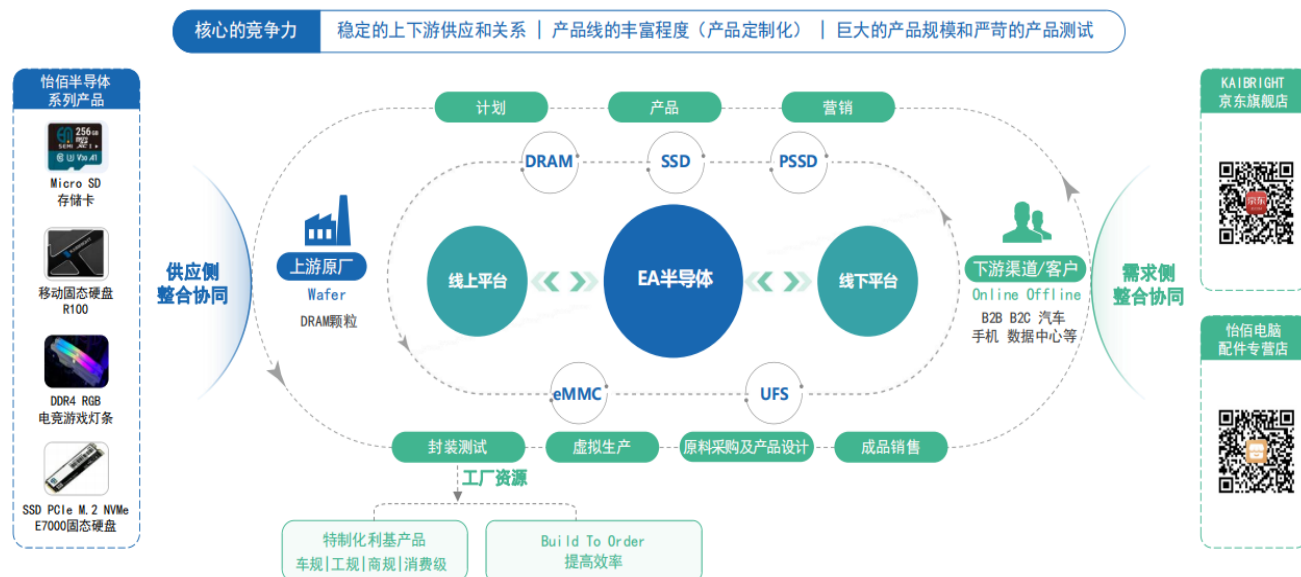 核心的竞争力
稳定的上下游供应和关系 | 产品线的丰富程度（产品定制化） | 巨大的产品规模和严苛的产品测试
怡佰半导体
系列产品
256GB
SEMI
V30 A1
Micro SD
存储卡
移动固态硬盘
R100
DDR4 RGB
电竞游戏灯条
SSD PCle M.2 NVMe
E7000固态硬盘
供应侧
整合协同
计划
产品
营销
DRAM
SSD
PSSD
上游原厂
Wafer
DRAM颗粒
线上平台
EA半导体
线下平台
下游渠道/客户
Online Offline
B2B B2C 汽车
手机 数据中心等
eMMC
UFS
封装测试
虚拟生产
原料采购及产品设计
成品销售
工厂资源
特制化利基产品
车规|工规|商规|消费级
Build To Order
提高效率
需求侧
整合协同
KAIBRIGHT
京东旗舰店
京东
怡佰电脑
配件专营店